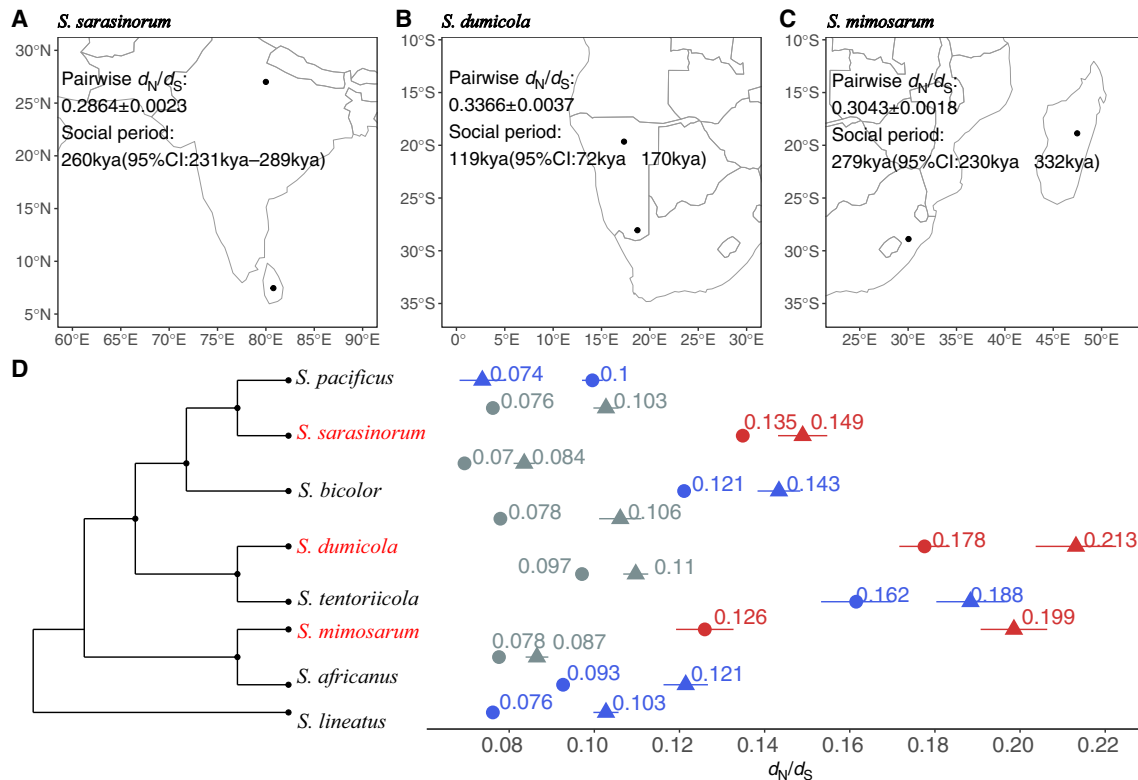 A S. sarasinorum
30°N
25°N
20°N
15°N
10°N
5°N
Pairwise dN/dS:
0.2864±0.0023
Social period:
260kya(95%CI:231kya–289kya)
60°E 65°E 70°E 75°E 80°E 85°E 90°E
B S. dumicola
10°S
15°S
20°S
25°S
30°S
35°S
Pairwise dN/dS:
0.3366±0.0037
Social period:
119kya(95%CI:72kya 170kya)
0° 5°E 10°E 15°E 20°E 25°E 30°E
C S. mimosarum
10°S
15°S
20°S
25°S
30°S
35°S
Pairwise dN/dS:
0.3043±0.0018
Social period:
279kya(95%CI:230kya 332kya)
25°E 30°E 35°E 40°E 45°E 50°E
D
S. pacificus 0.074 0.1
0.076 0.103
S. sarasinorum 0.135 0.149
0.07 0.084
S. bicolor 0.121 0.143
0.078 0.106
S. dumicola 0.178 0.213
0.097 0.11
S. tentoriicola 0.162 0.188
S. mimosarum 0.126 0.199
0.078 0.087
S. africanus 0.093 0.121
S. lineatus 0.076 0.103
0.08 0.10 0.12 0.14 0.16 0.18 0.20 0.22
dN/dS